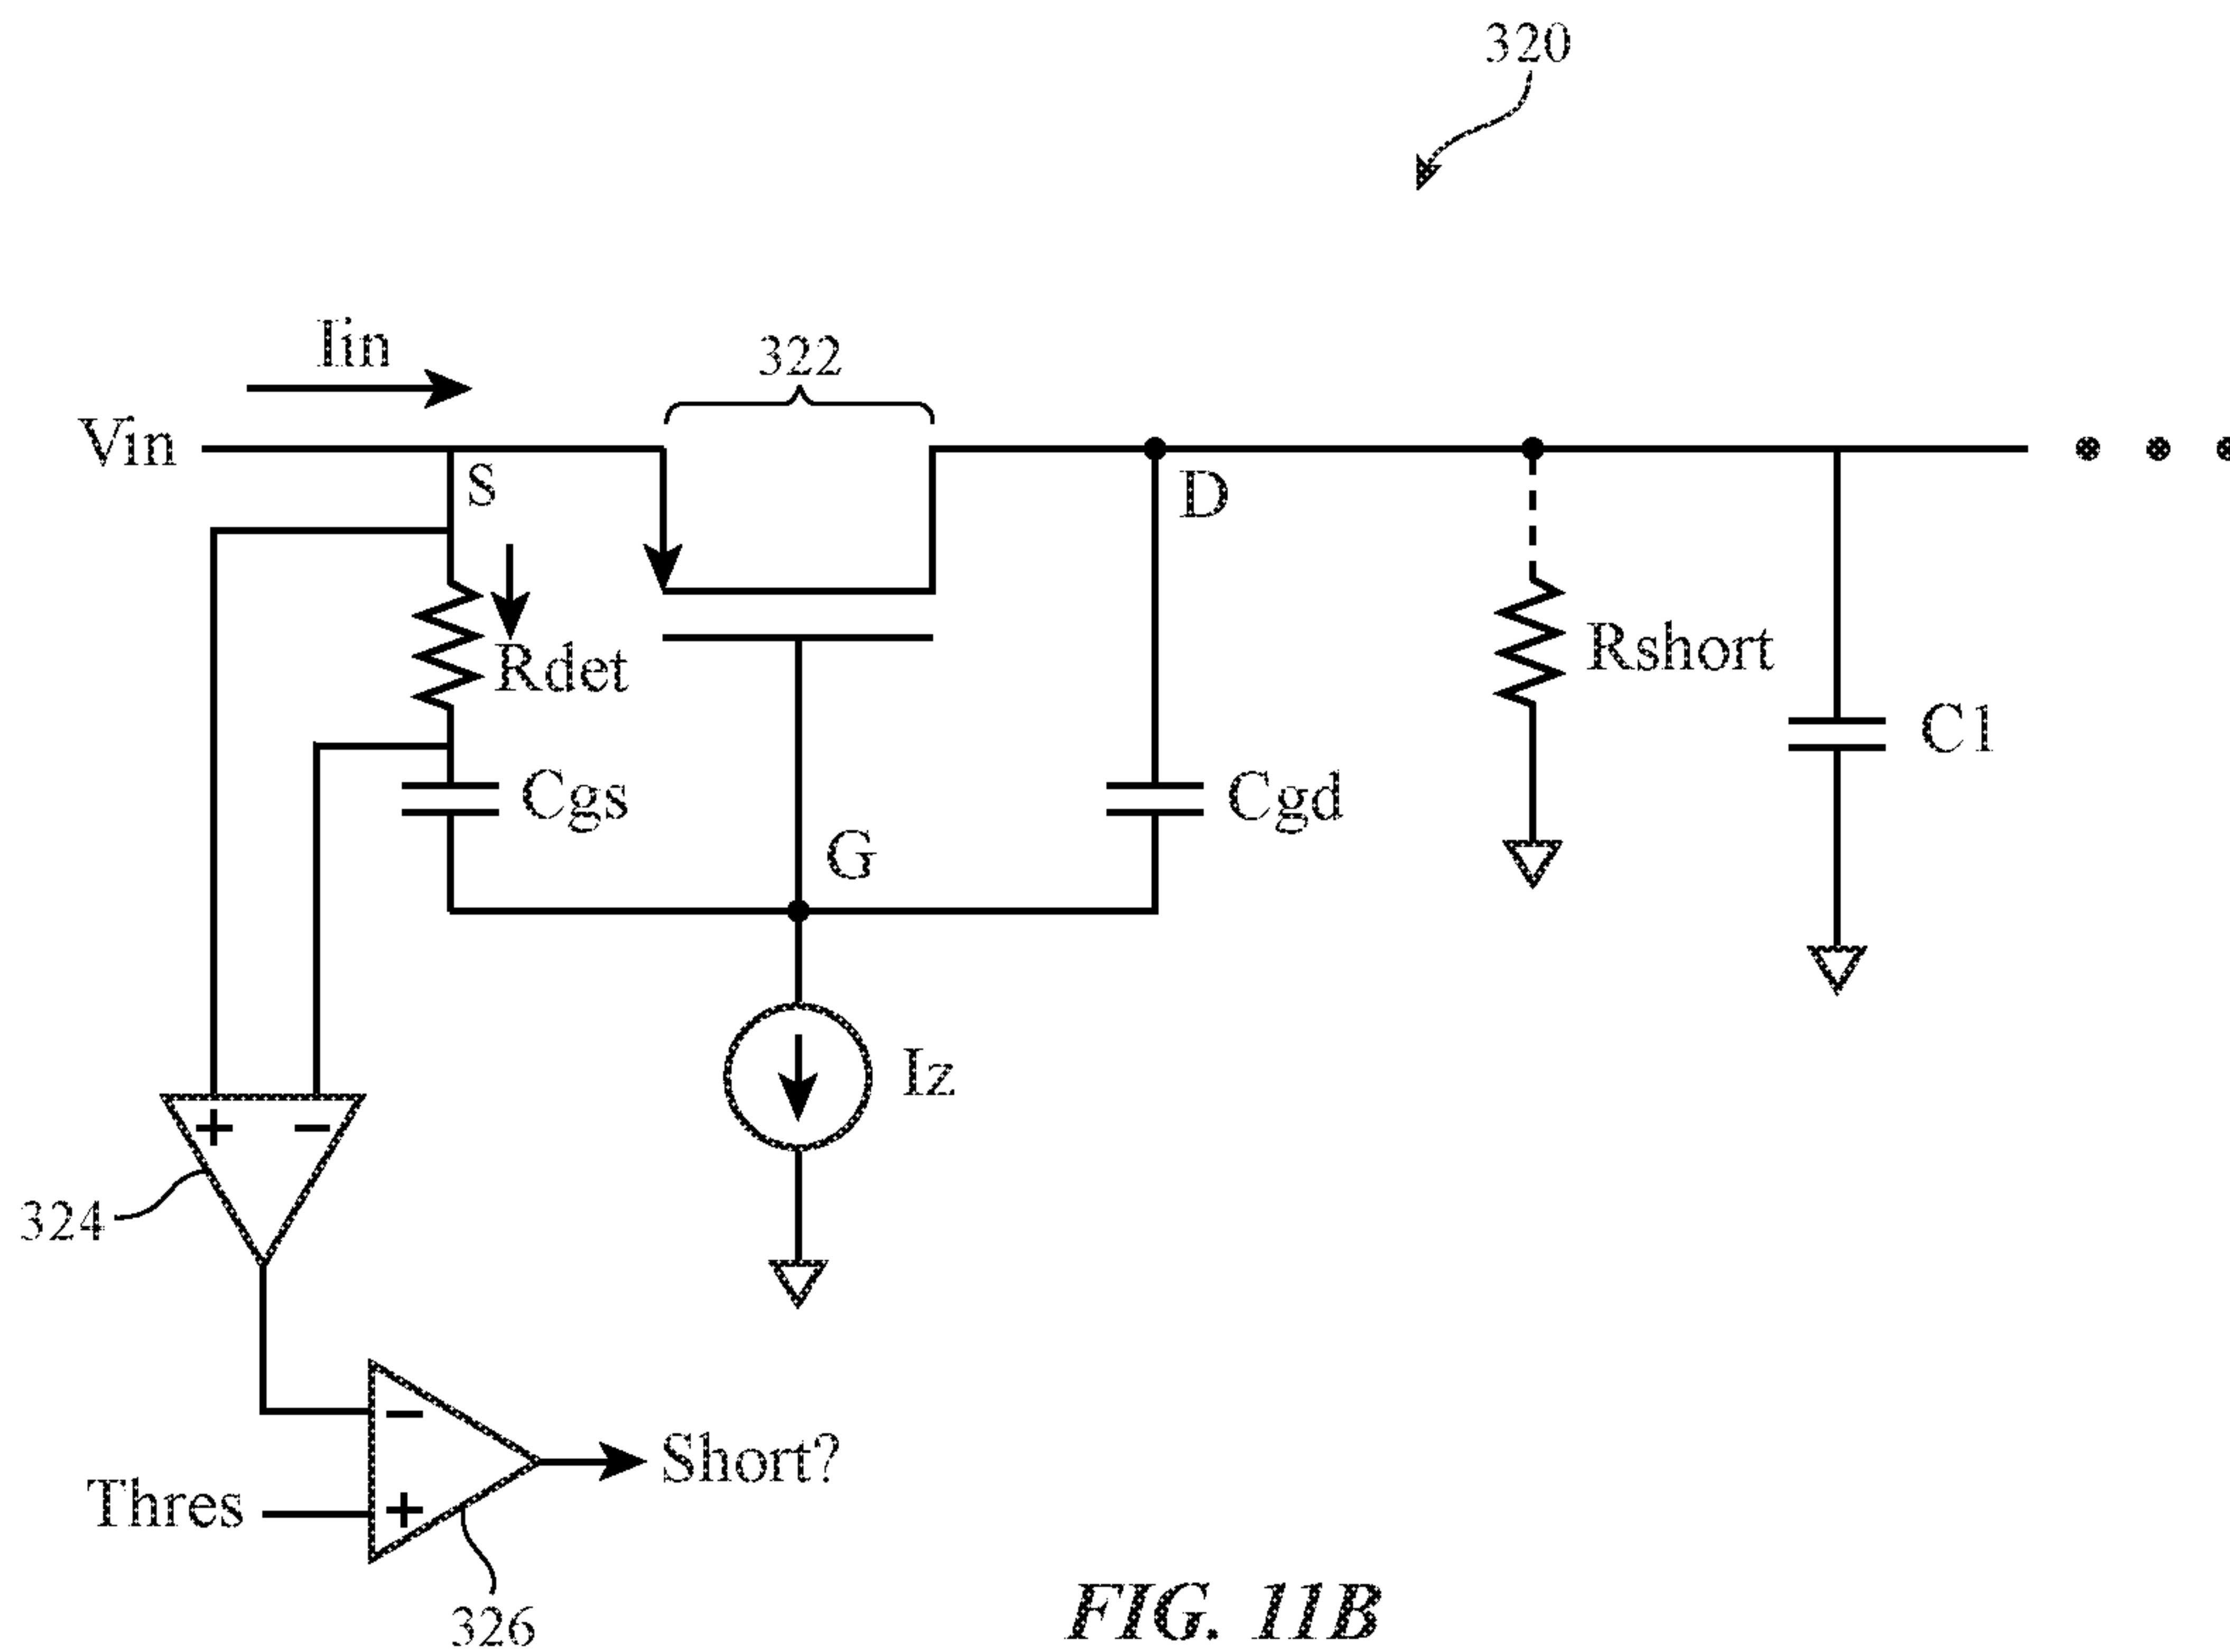 320
Iin
322
Vin
S
D
Rdet
Rshort
C1
Cgs
Cgd
G
Iz
+ −
324
−
Short?
Thres
+
326
FIG. 11B